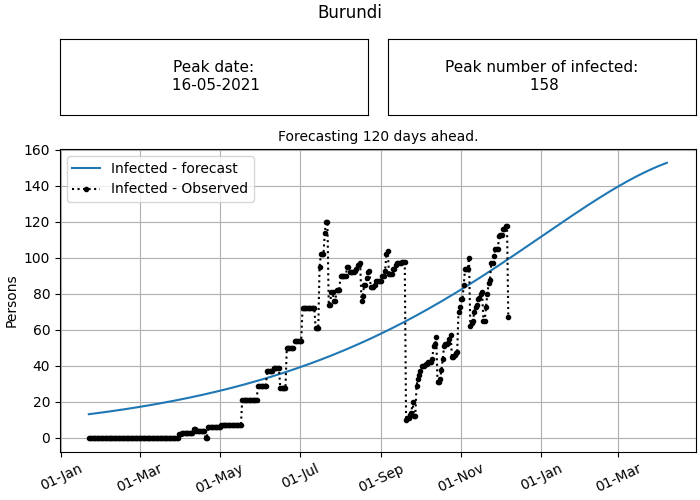 Burundi
Peak date:
16-05-2021
Peak number of infected:
158
Forecasting 120 days ahead.
Infected - forecast
Infected - Observed
Persons
160
140
120
100
80
60
40
20
0
01-Jan
01-Mar
01-May
01-Jul
01-Sep
01-Nov
01-Jan
01-Mar